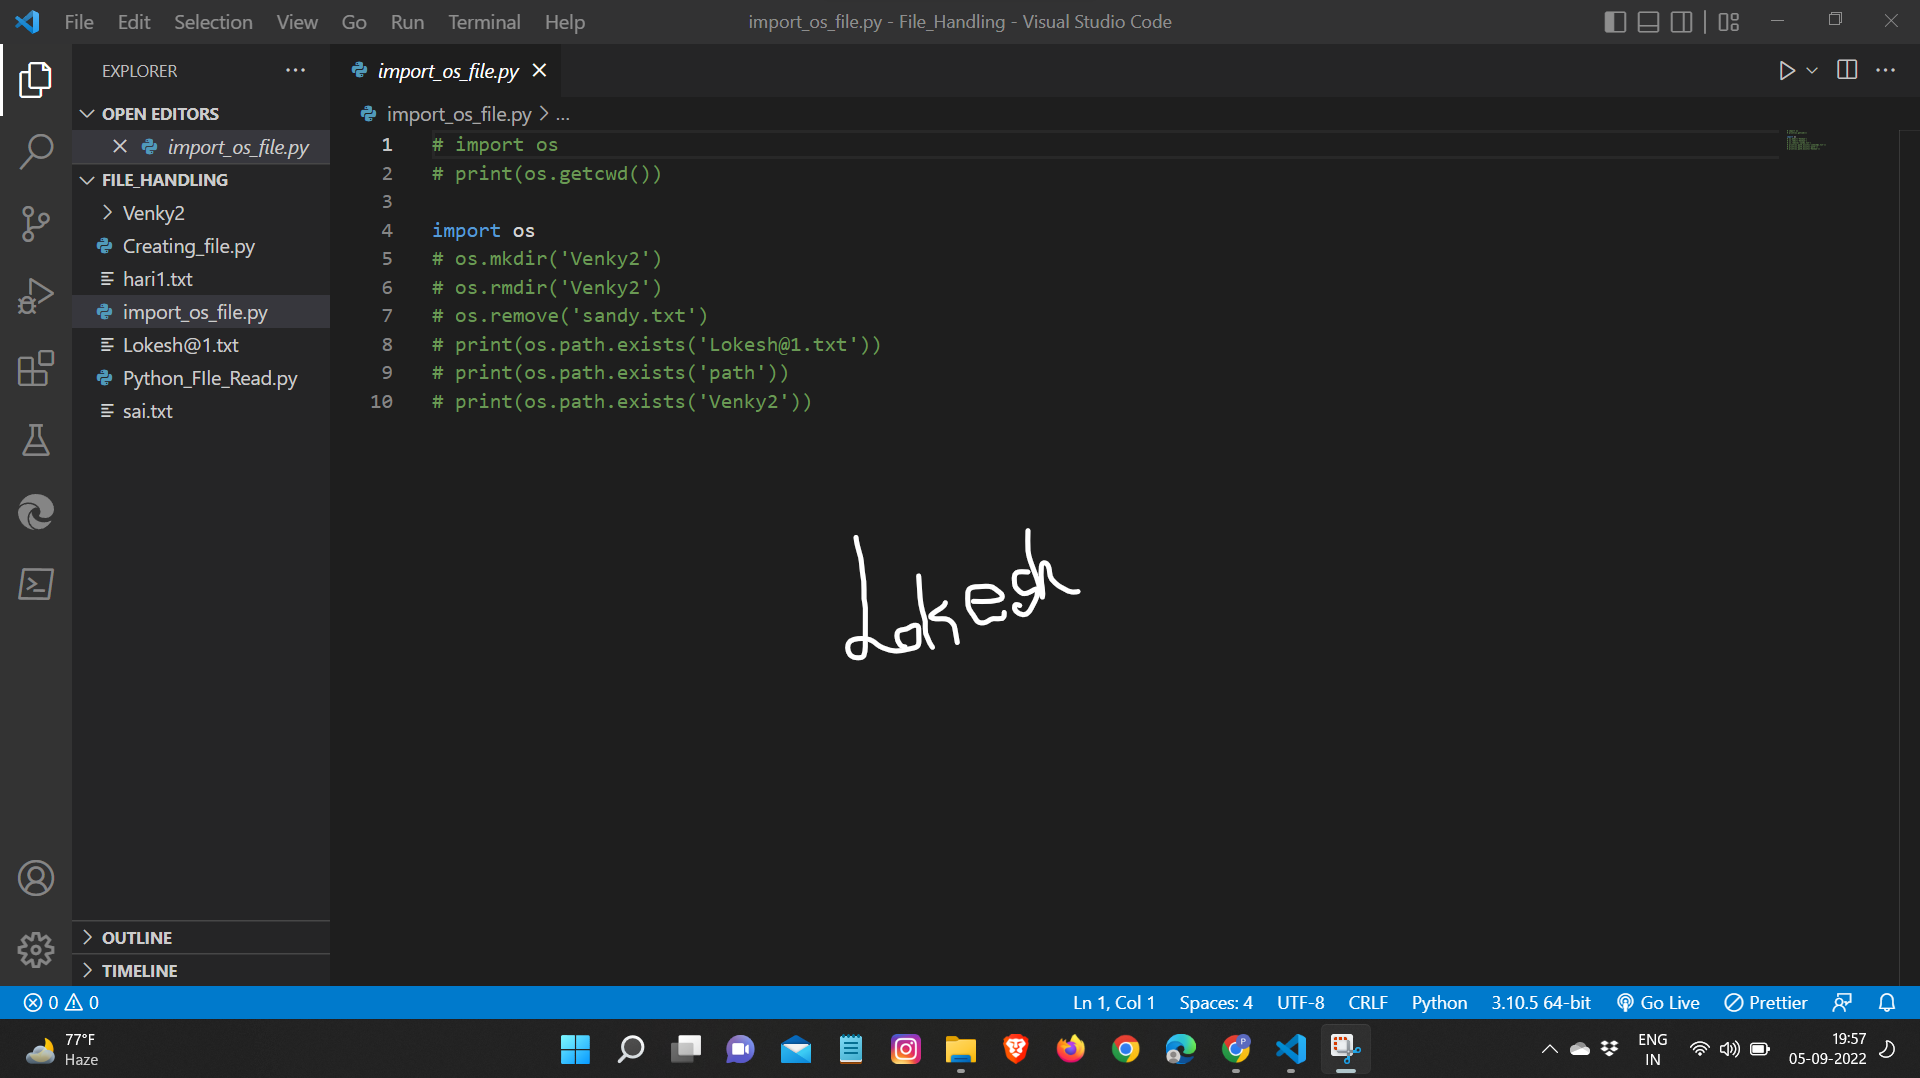 File Edit Selection View Go Run Terminal Help import_os_file.py - File_Handling - Visual Studio Code
EXPLORER
import_os_file.py
OPEN EDITORS
import_os_file.py > ...
import_os_file.py
FILE_HANDLING
Venky2
Creating_file.py
hari1.txt
import_os_file.py
Lokesh@1.txt
Python_FIle_Read.py
sai.txt
1 # import os
2 # print(os.getcwd())
3
4 import os
5 # os.mkdir('Venky2')
6 # os.rmdir('Venky2')
7 # os.remove('sandy.txt')
8 # print(os.path.exists('Lokesh@1.txt'))
9 # print(os.path.exists('path'))
10 # print(os.path.exists('Venky2'))
Lokesh
OUTLINE
TIMELINE
0 0 Ln 1, Col 1 Spaces: 4 UTF-8 CRLF Python 3.10.5 64-bit Go Live Prettier
77°F
Haze
P
ENG
IN
19:57
05-09-2022